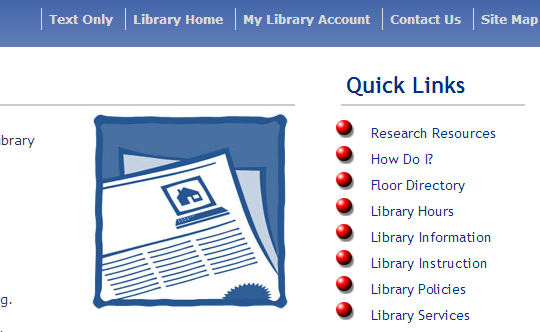 Text Only
Library Home
My Library Account
Contact Us
Site Map
Quick Links
Research Resources
How Do I?
Floor Directory
Library Hours
Library Information
Library Instruction
Library Policies
Library Services